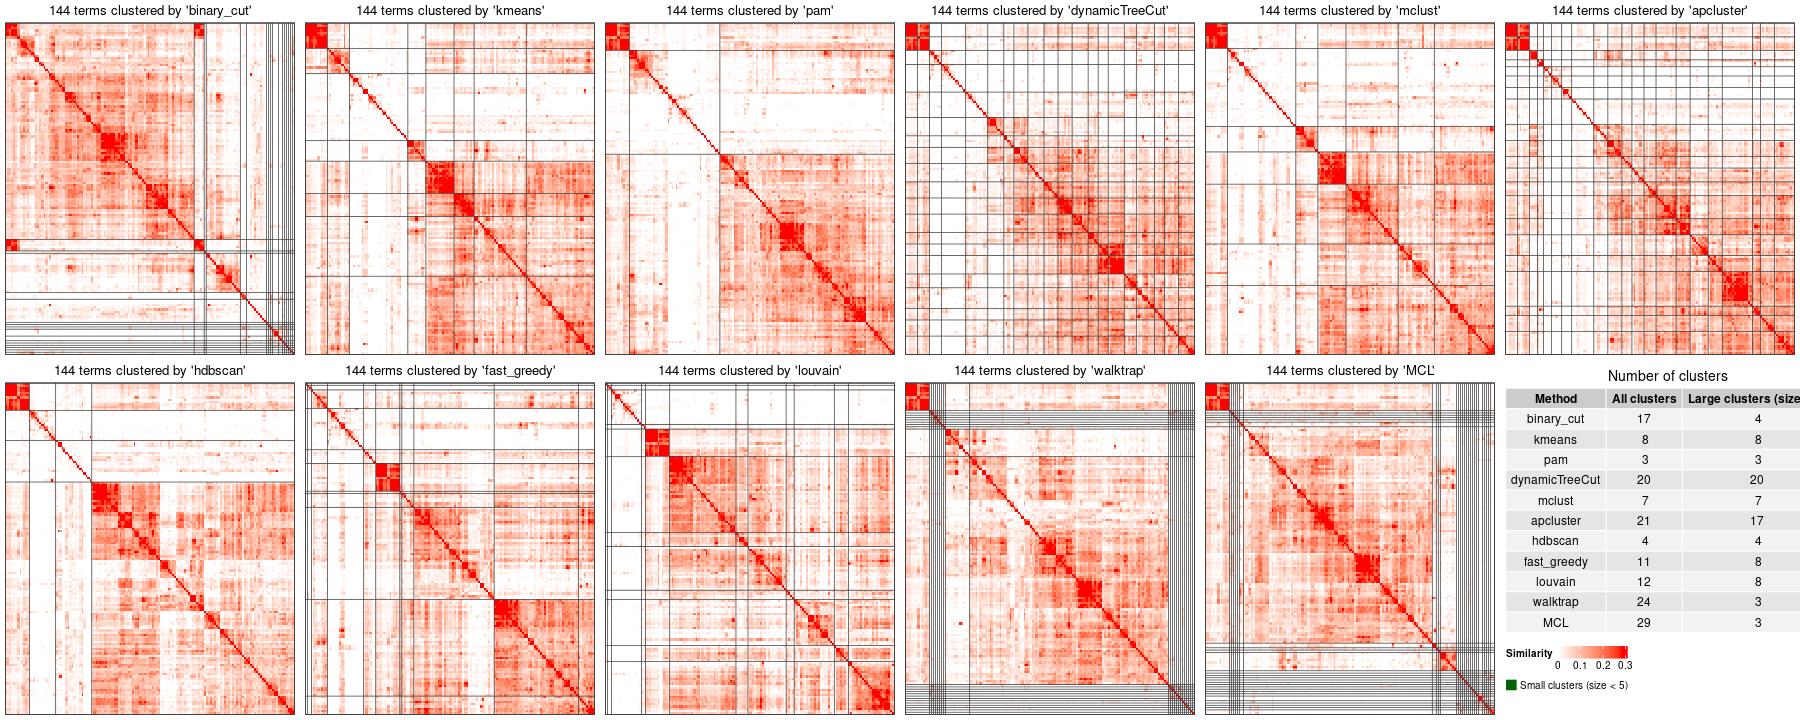 144 terms clustered by 'binary_cut'
144 terms clustered by 'kmeans'
144 terms clustered by 'pam'
144 terms clustered by 'dynamicTreeCut'
144 terms clustered by 'mclust'
144 terms clustered by 'apcluster'
144 terms clustered by 'hdbscan'
144 terms clustered by 'fast_greedy'
144 terms clustered by 'louvain'
144 terms clustered by 'walktrap'
144 terms clustered by 'MCL'
Number of clusters
Method All clusters Large clusters (size
binary_cut 17 4
kmeans 8 8
pam 3 3
dynamicTreeCut 20 20
mclust 7 7
apcluster 21 17
hdbscan 4 4
fast_greedy 11 8
louvain 12 8
walktrap 24 3
MCL 29 3
Similarity
0 0.1 0.2 0.3
Small clusters (size < 5)